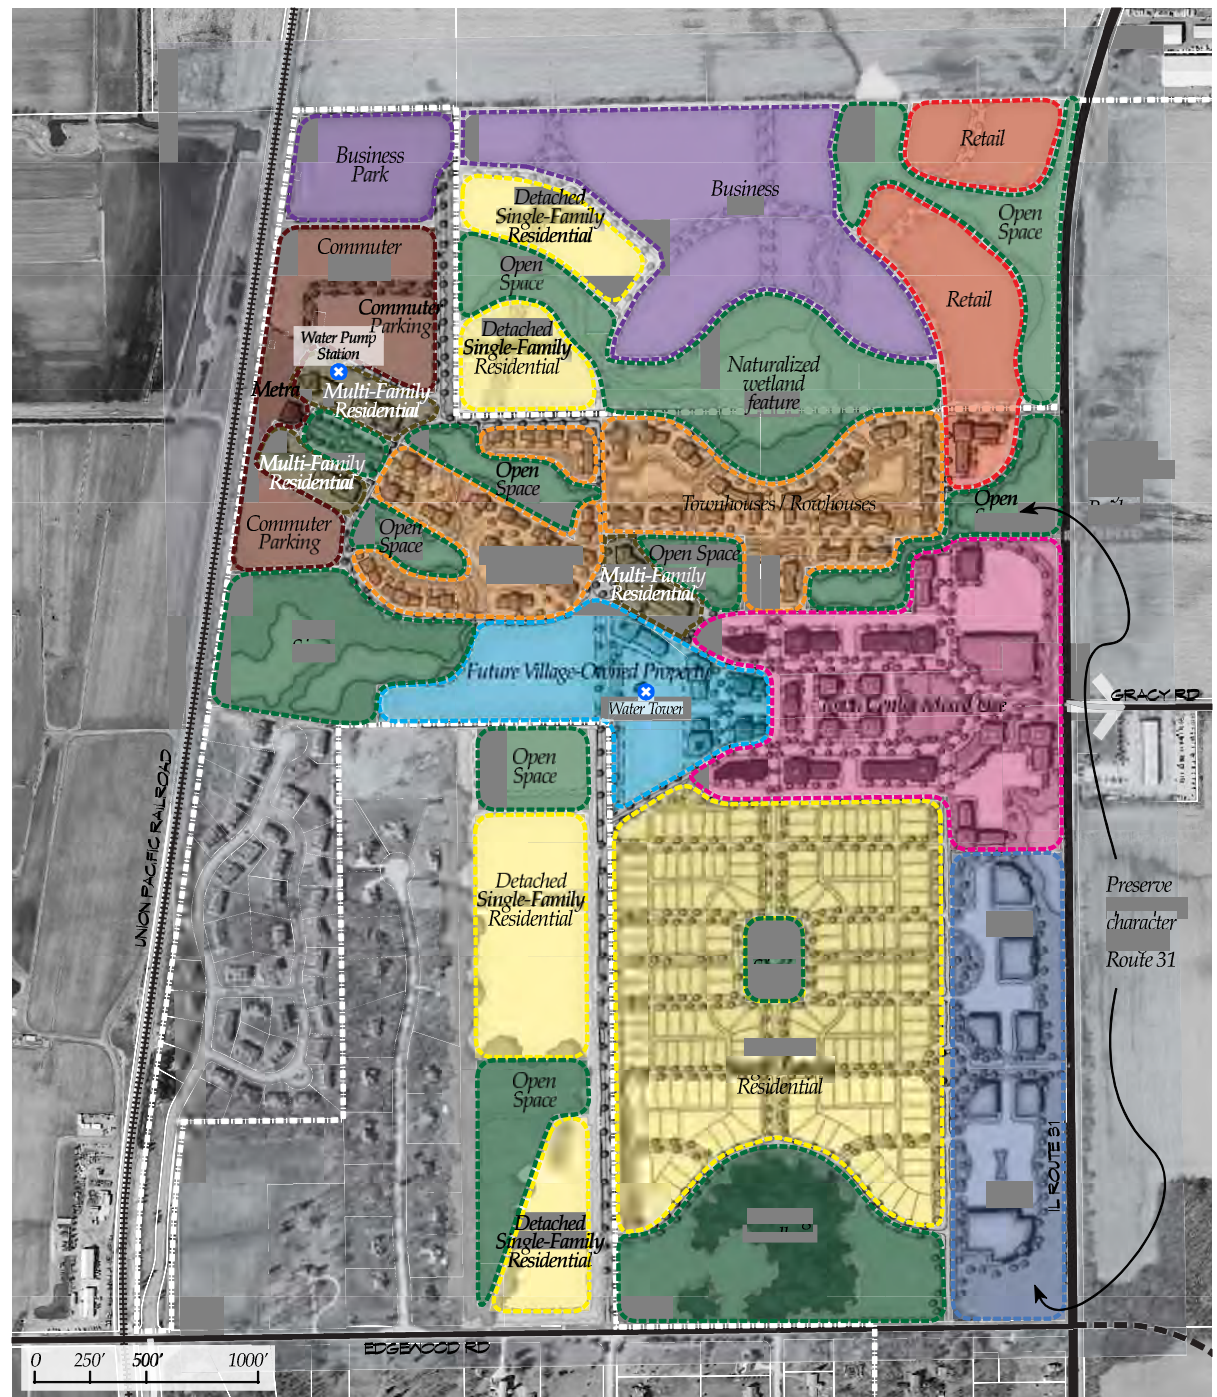 Retail
Business
Park
Business
Detached
Single-Family
Residential
Open
Space
Commuter
Open
Space
Retail
Commuter
Parking
Detached
Single-Family
Residential
Water Pump
Station
Naturalized
wetland
feature
Metra
Multi-Family
Residential
Multi-Family
Residential
Open
Space
Townhouses / Rowhouses
Open
Commuter
Parking
Open
Space
Open Space
Multi-Family
Residential
Future Village-Owned Property
Water Tower
GRACY RD
Open
Space
UNION PACIFIC RAILROAD
Detached
Single-Family
Residential
Preserve
character
Route 31
Open
Space
Residential
IL ROUTE 31
Detached
Single-Family
Residential
EDGEWOOD RD
0 250' 500' 1000'